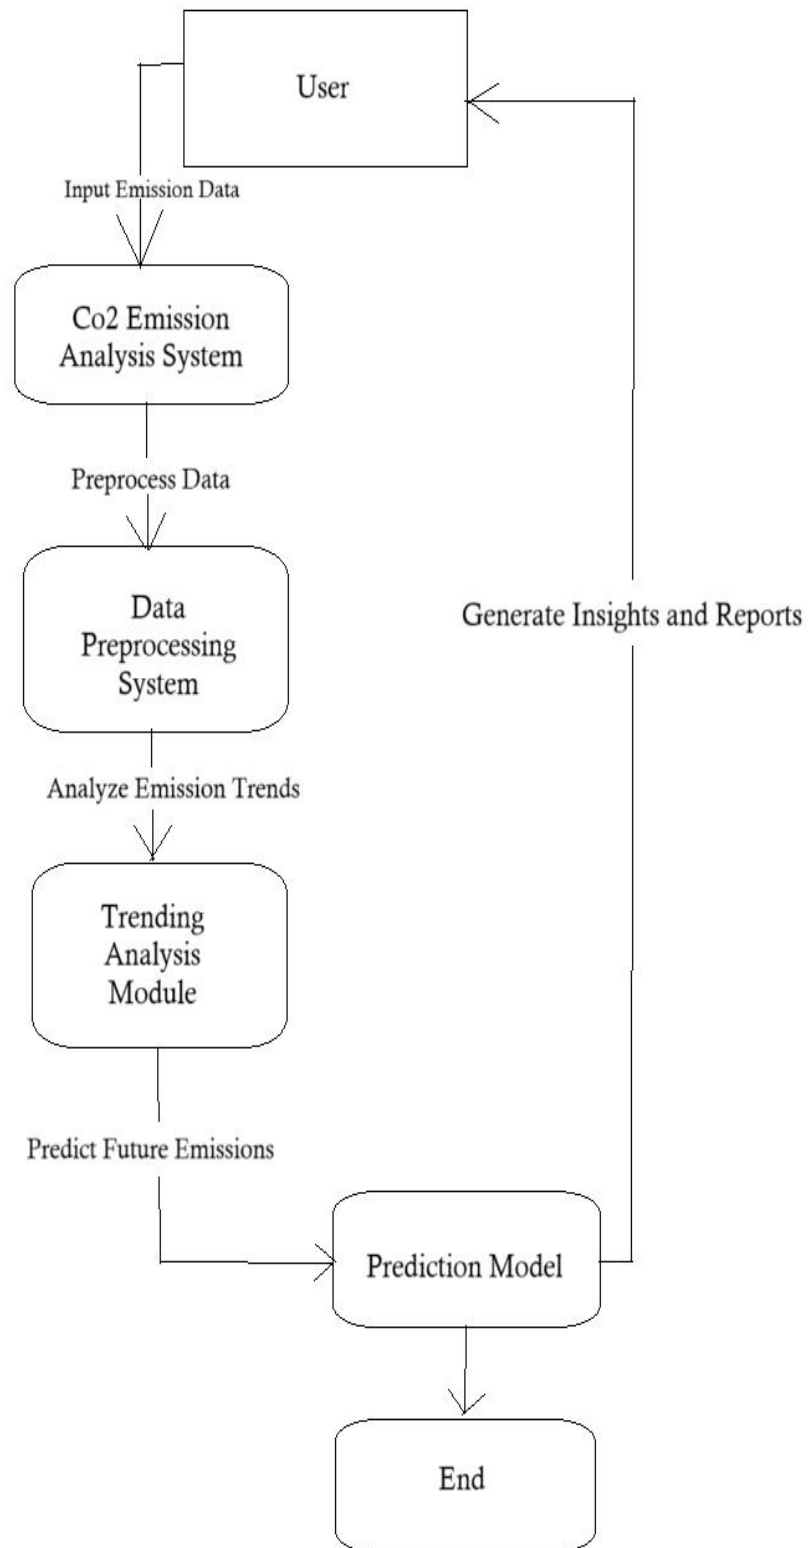 User
Input Emission Data
Co2 Emission
Analysis System
Preprocess Data
Data
Preprocessing
System
Generate Insights and Reports
Analyze Emission Trends
Trending
Analysis
Module
Predict Future Emissions
Prediction Model
End